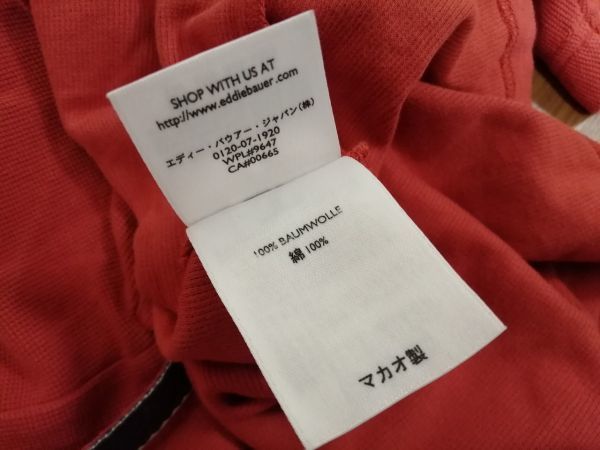 SHOP WITH US AT
http://www.eddiebauer.com
エディー・バウアー・ジャパン(株)
0120-07-1920
WPL#9647
CA#00665
100% BAUMWOLLE
綿 100%
マカオ製